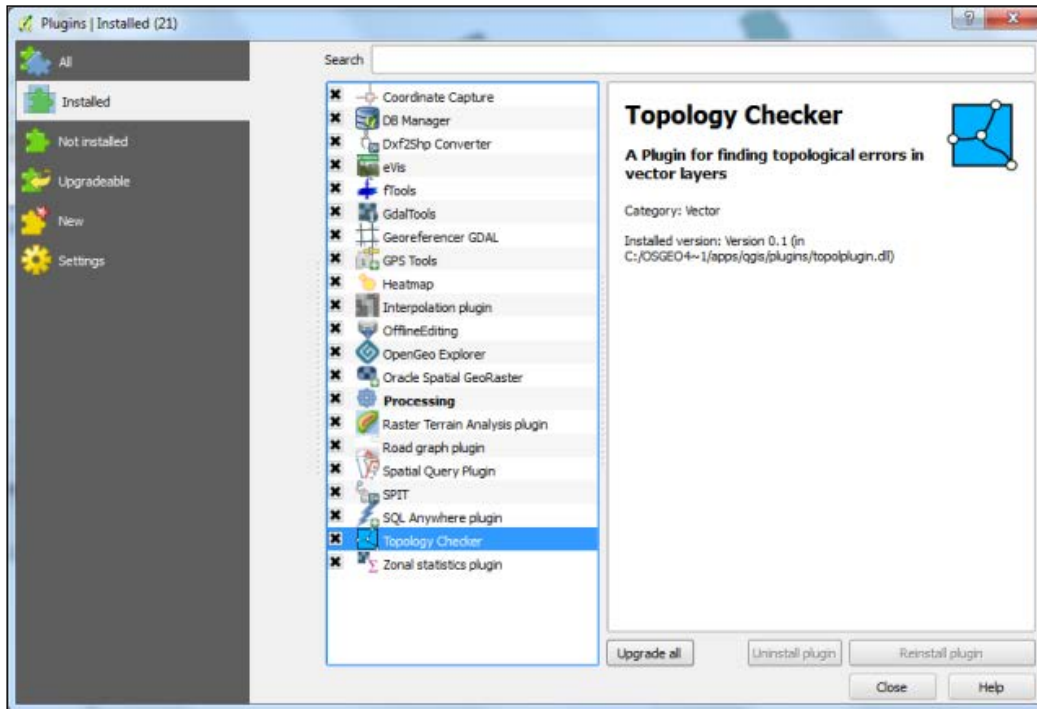 Plugins | Installed (21)
All
Installed
Not installed
Upgradeable
New
Settings
Search
Coordinate Capture
DB Manager
Dxf2Shp Converter
eVis
fTools
GdalTools
Georeferencer GDAL
GPS Tools
Heatmap
Interpolation plugin
OfflineEditing
OpenGeo Explorer
Oracle Spatial GeoRaster
Processing
Raster Terrain Analysis plugin
Road graph plugin
Spatial Query Plugin
SPIT
SQL Anywhere plugin
Topology Checker
Zonal statistics plugin
Topology Checker
A Plugin for finding topological errors in
vector layers
Category: Vector
Installed version: Version 0.1 (in
C:/OSGEO4~1/apps/qgis/plugins/topolplugin.dll)
Upgrade all
Uninstall plugin
Reinstall plugin
Close
Help